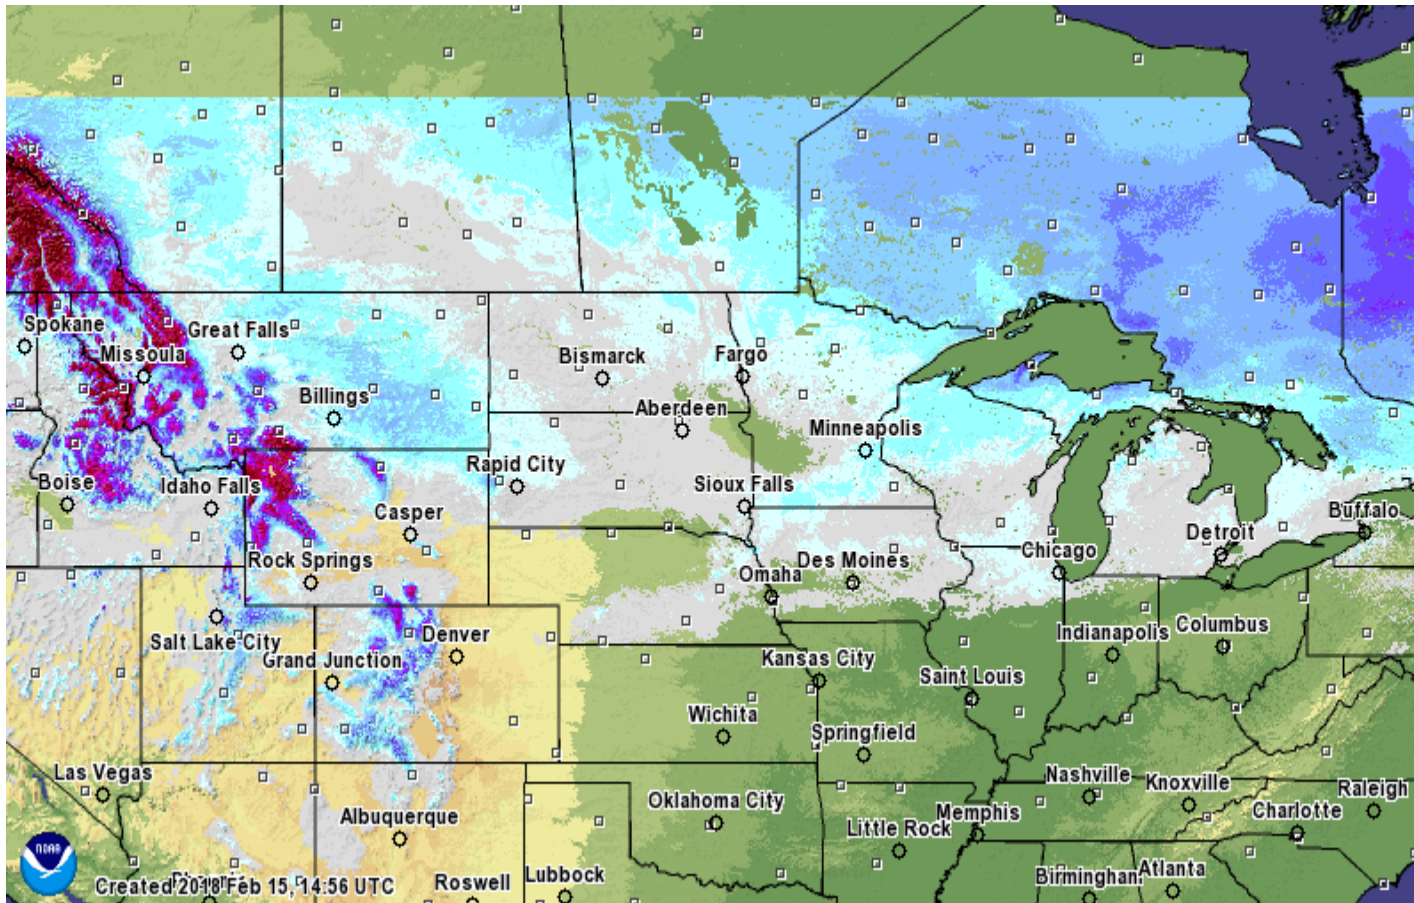 Spokane
Great Falls
Missoula
Bismarck
Fargo
Billings
Aberdeen
Minneapolis
Rapid City
Boise
Idaho Falls
Sioux Falls
Casper
Buffalo
Detroit
Rock Springs
Chicago
Omaha
Des Moines
Salt Lake City
Denver
Indianapolis
Columbus
Grand Junction
Kansas City
Saint Louis
Wichita
Springfield
Las Vegas
Nashville
Knoxville
Raleigh
Oklahoma City
Albuquerque
Memphis
Charlotte
Little Rock
NOAA
Created 2018 Feb 15, 14:56 UTC
Roswell
Lubbock
Birmingham
Atlanta